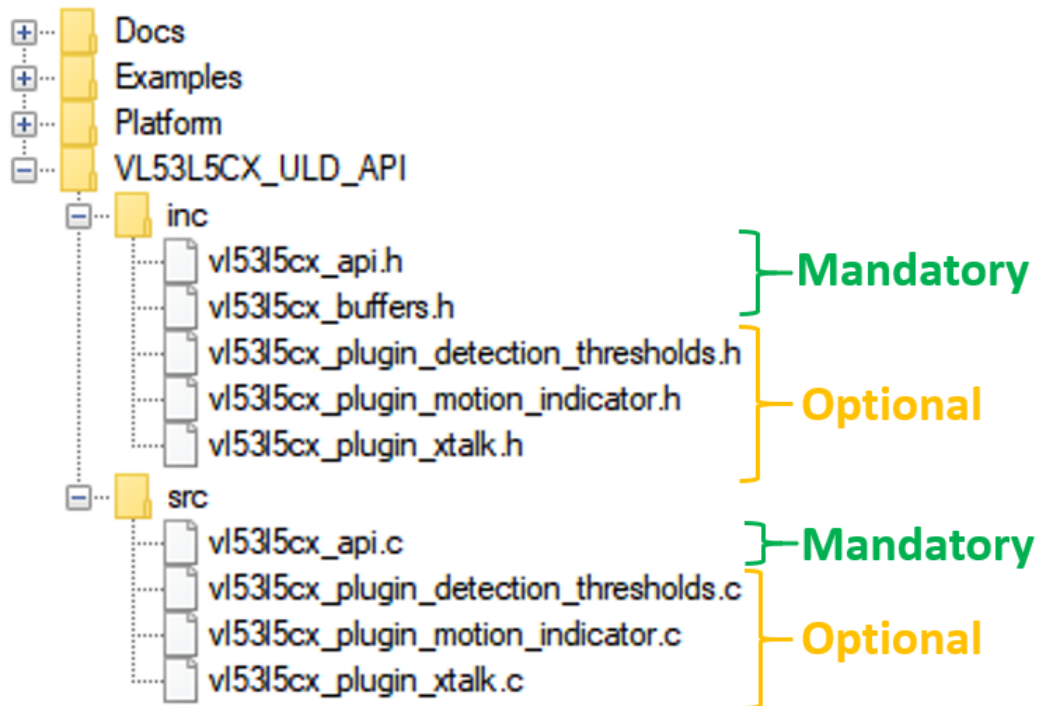 Docs
Examples
Platform
VL53L5CX_ULD_API
inc
vl53l5cx_api.h
vl53l5cx_buffers.h
Mandatory
vl53l5cx_plugin_detection_thresholds.h
vl53l5cx_plugin_motion_indicator.h
vl53l5cx_plugin_xtalk.h
Optional
src
vl53l5cx_api.c
Mandatory
vl53l5cx_plugin_detection_thresholds.c
vl53l5cx_plugin_motion_indicator.c
vl53l5cx_plugin_xtalk.c
Optional